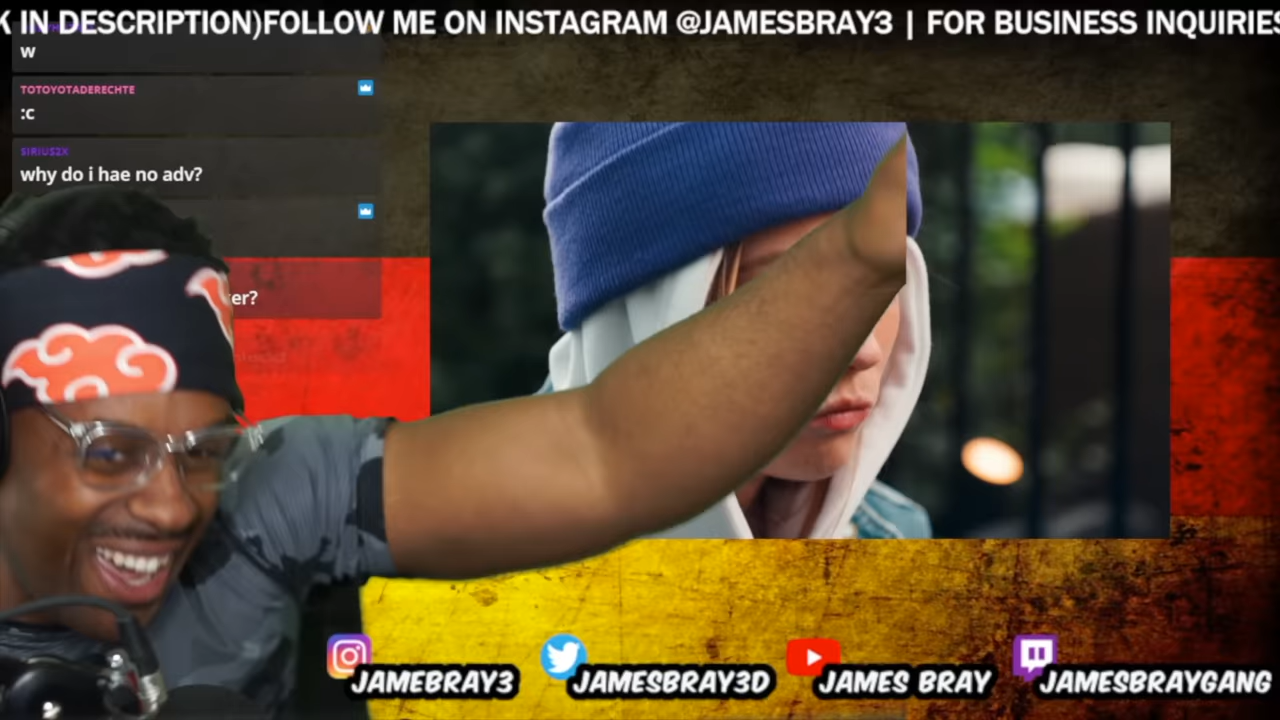 K IN DESCRIPTION)FOLLOW ME ON INSTAGRAM @JAMESBRAY3 | FOR BUSINESS INQUIRIES
w
TOTOYOTADERECHTE
:c
SIRIUS2X
why do i hae no adv?
er?
JAMEBRAY3
JAMESBRAY3D
JAMES BRAY
JAMESBRAYGANG